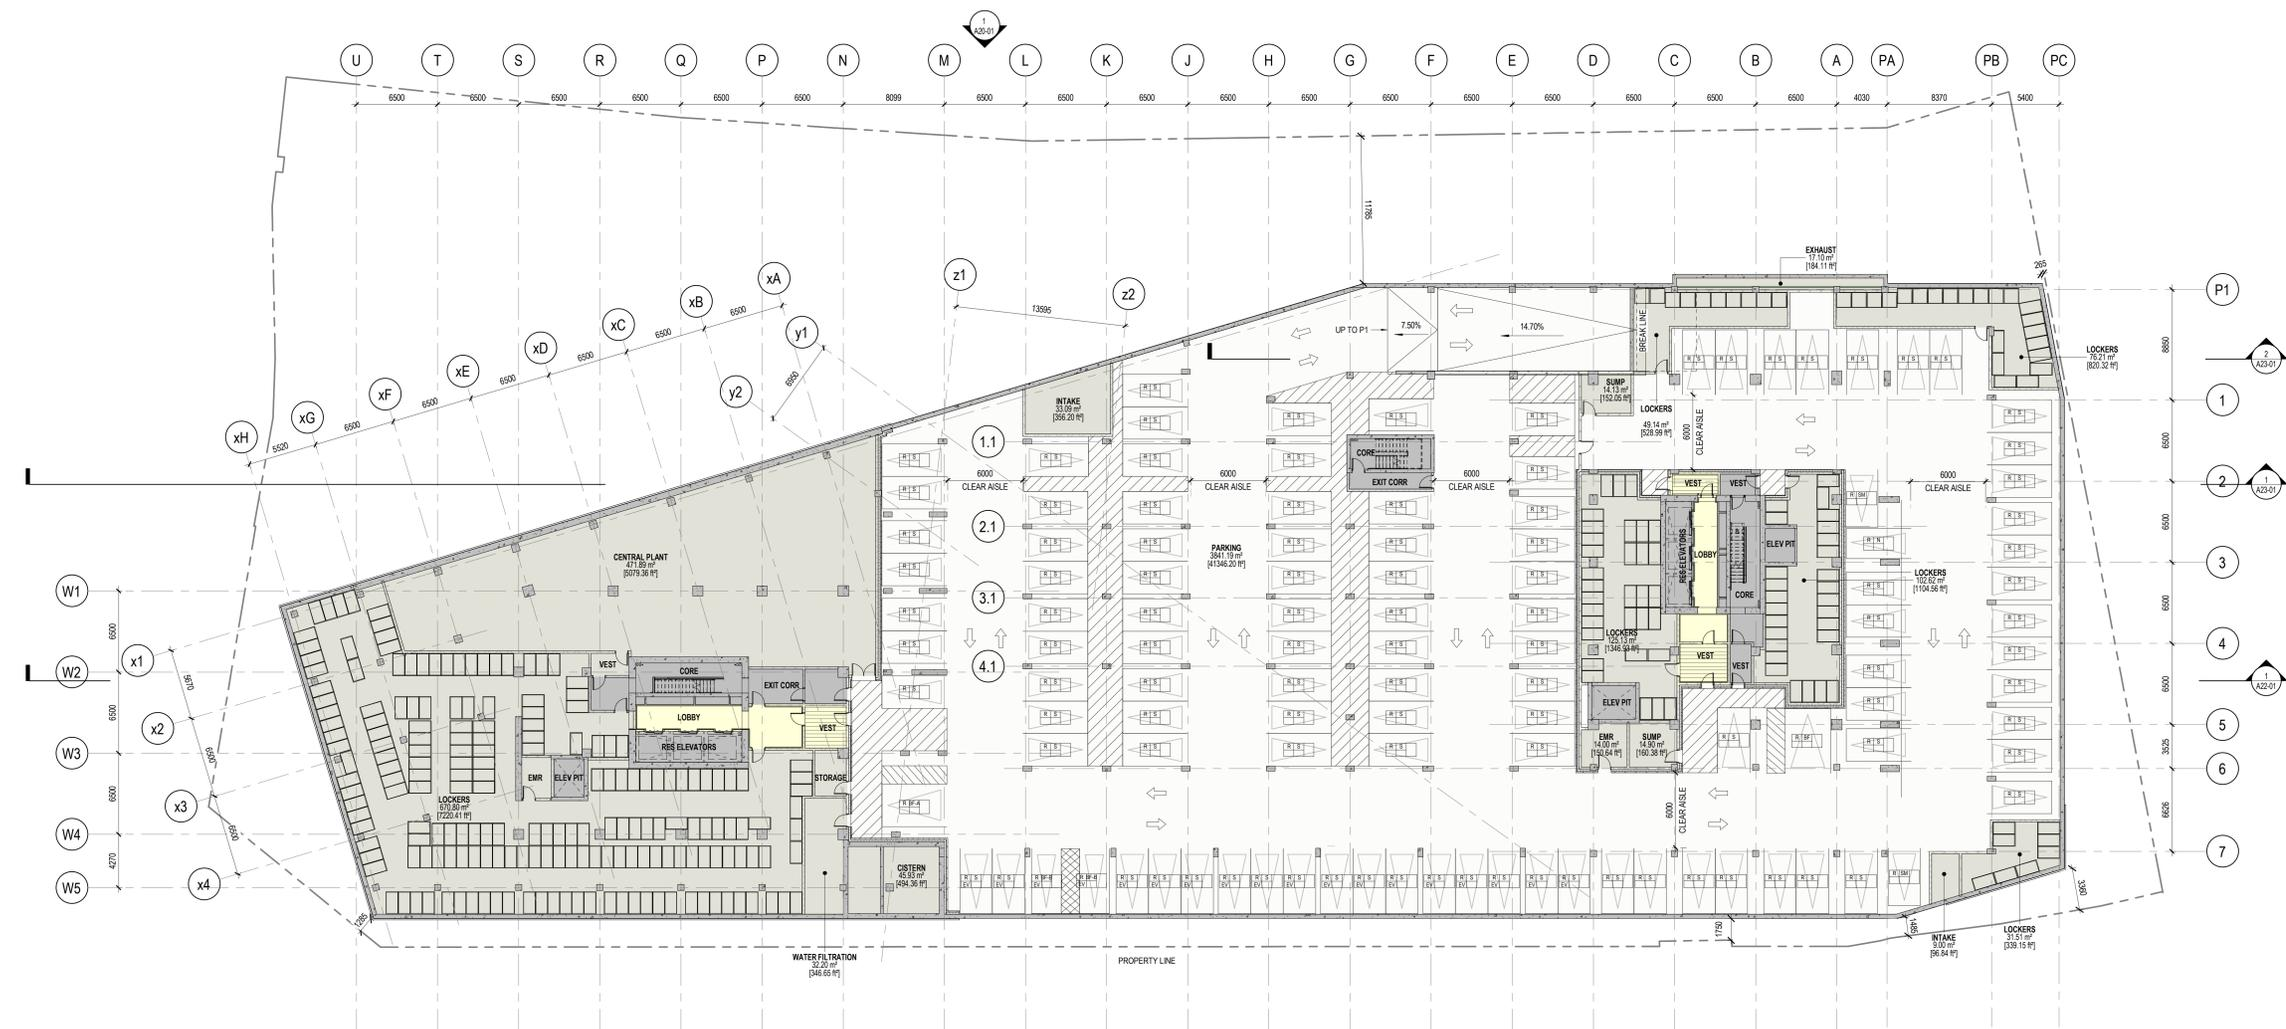 1
A20-01
U T S R Q P N M L K J H G F E D C B A PA PB PC
6500 6500 6500 6500 6500 6500 8099 6500 6500 6500 6500 6500 6500 6500 6500 6500 6500 6500 4030 8370 5400
11765
EXHAUST
17.10 m²
[184.11 ft²]
265
xA
xB
xC
xD
xE
xF
xG
xH
6500
6500
6500
6500
6500
6500
5520
z1
z2
13595
y1
y2
6950
P1
1
2
3
4
5
6
7
8850
6500
6500
6500
6500
3525
6626
2
A23-01
1
A23-01
1
A22-01
UP TO P1
7.50%
14.70%
BREAK LINE
LOCKERS
76.21 m²
[820.32 ft²]
SUMP
14.13 m²
[152.05 ft²]
LOCKERS
49.14 m²
[528.99 ft²]
6000
CLEAR AISLE
INTAKE
33.09 m²
[356.20 ft²]
1.1
2.1
3.1
4.1
6000
CLEAR AISLE
6000
CLEAR AISLE
6000
CLEAR AISLE
6000
CLEAR AISLE
CORE
EXIT CORR
VEST
VEST
RES ELEVATORS
LOBBY
ELEV PIT
CORE
LOCKERS
102.62 m²
[1104.56 ft²]
LOCKERS
125.13 m²
[1346.93 ft²]
VEST
VEST
ELEV PIT
EMR
14.00 m²
[150.64 ft²]
SUMP
14.90 m²
[160.38 ft²]
PARKING
3841.19 m²
[41346.20 ft²]
CENTRAL PLANT
471.89 m²
[5079.36 ft²]
W1
W2
W3
W4
W5
6500
6500
6600
4270
x1
x2
x3
x4
5670
6500
6500
VEST
CORE
EXIT CORR
LOBBY
VEST
RES ELEVATORS
EMR
ELEV PIT
STORAGE
LOCKERS
670.80 m²
[7220.41 ft²]
CISTERN
45.93 m²
[494.36 ft²]
WATER FILTRATION
32.20 m²
[346.65 ft²]
1285
6000
CLEAR AISLE
1750
1485
3360
INTAKE
9.00 m²
[96.84 ft²]
LOCKERS
31.51 m²
[339.15 ft²]
PROPERTY LINE